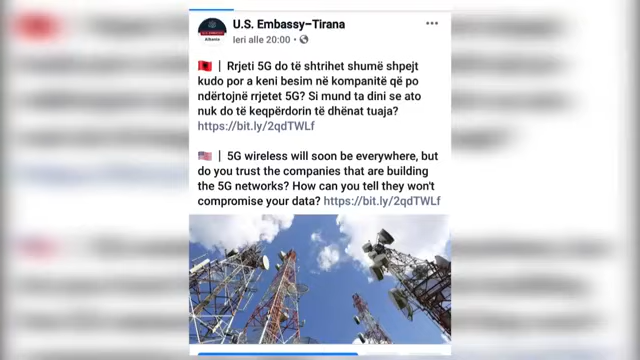 U.S. Embassy–Tirana
Ieri alle 20:00 ·
| Rrjeti 5G do të shtrihet shumë shpejt
kudo por a keni besim në kompanitë që po
ndërtojnë rrjetet 5G? Si mund ta dini se ato
nuk do të keqpërdorin të dhënat tuaja?
https://bit.ly/2qdTWLf
| 5G wireless will soon be everywhere, but
do you trust the companies that are building
the 5G networks? How can you tell they won't
compromise your data? https://bit.ly/2qdTWLf